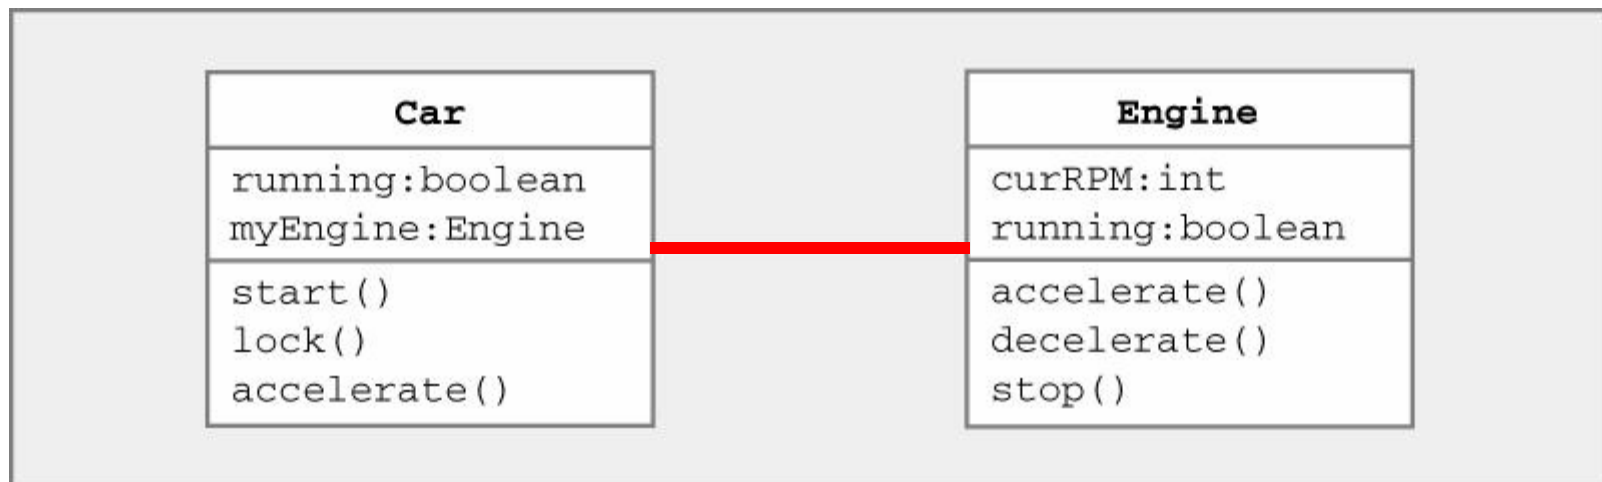 Car
running:boolean
myEngine:Engine
start()
lock()
accelerate()
Engine
curRPM:int
running:boolean
accelerate()
decelerate()
stop()